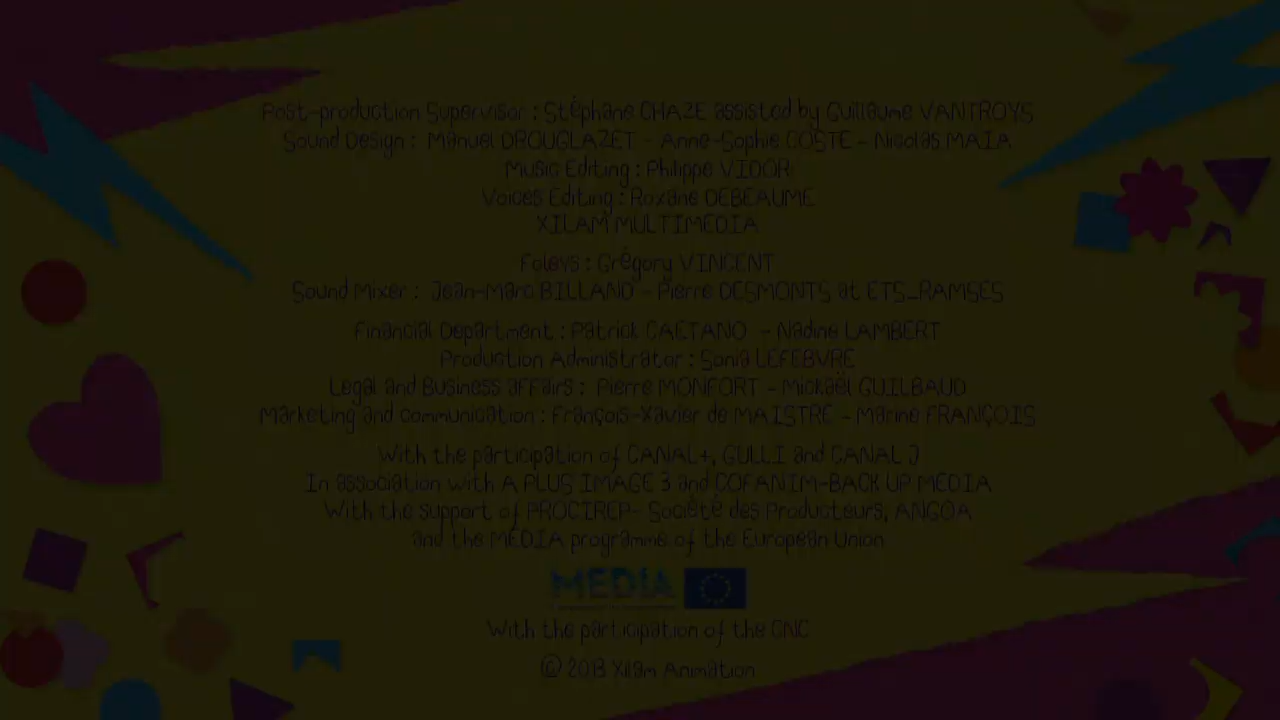 Post-production Supervisor : Stéphane CHAZE assisted by Guillaume VANTROYS
Sound Design : Manuel DROUGLAZET - Anne-Sophie COSTE - Nicolas MAIA
Music Editing : Philippe VIDOR
Voices Editing : Roxane DEBEAUME
XILAM MULTIMEDIA
Foleys : Grégory VINCENT
Sound Mixer : Jean-Marc BILLAND - Pierre DESMONTS at ETS_RAMSES
Financial Department : Patrick CAETANO - Nadine LAMBERT
Production Administrator : Sonia LEFEBVRE
Legal and Business affairs : Pierre MONFORT - Mickaël GUILBAUD
Marketing and communication : François-Xavier de MAISTRE - Marine FRANÇOIS
With the participation of CANAL+, GULLI and CANAL J
In association with A PLUS IMAGE 3 and COFANIM-BACK UP MEDIA
With the support of PROCIREP- Société des Producteurs, ANGOA
and the MEDIA programme of the European Union
MEDIA
With the participation of the CNC
© 2013 Xilam Animation